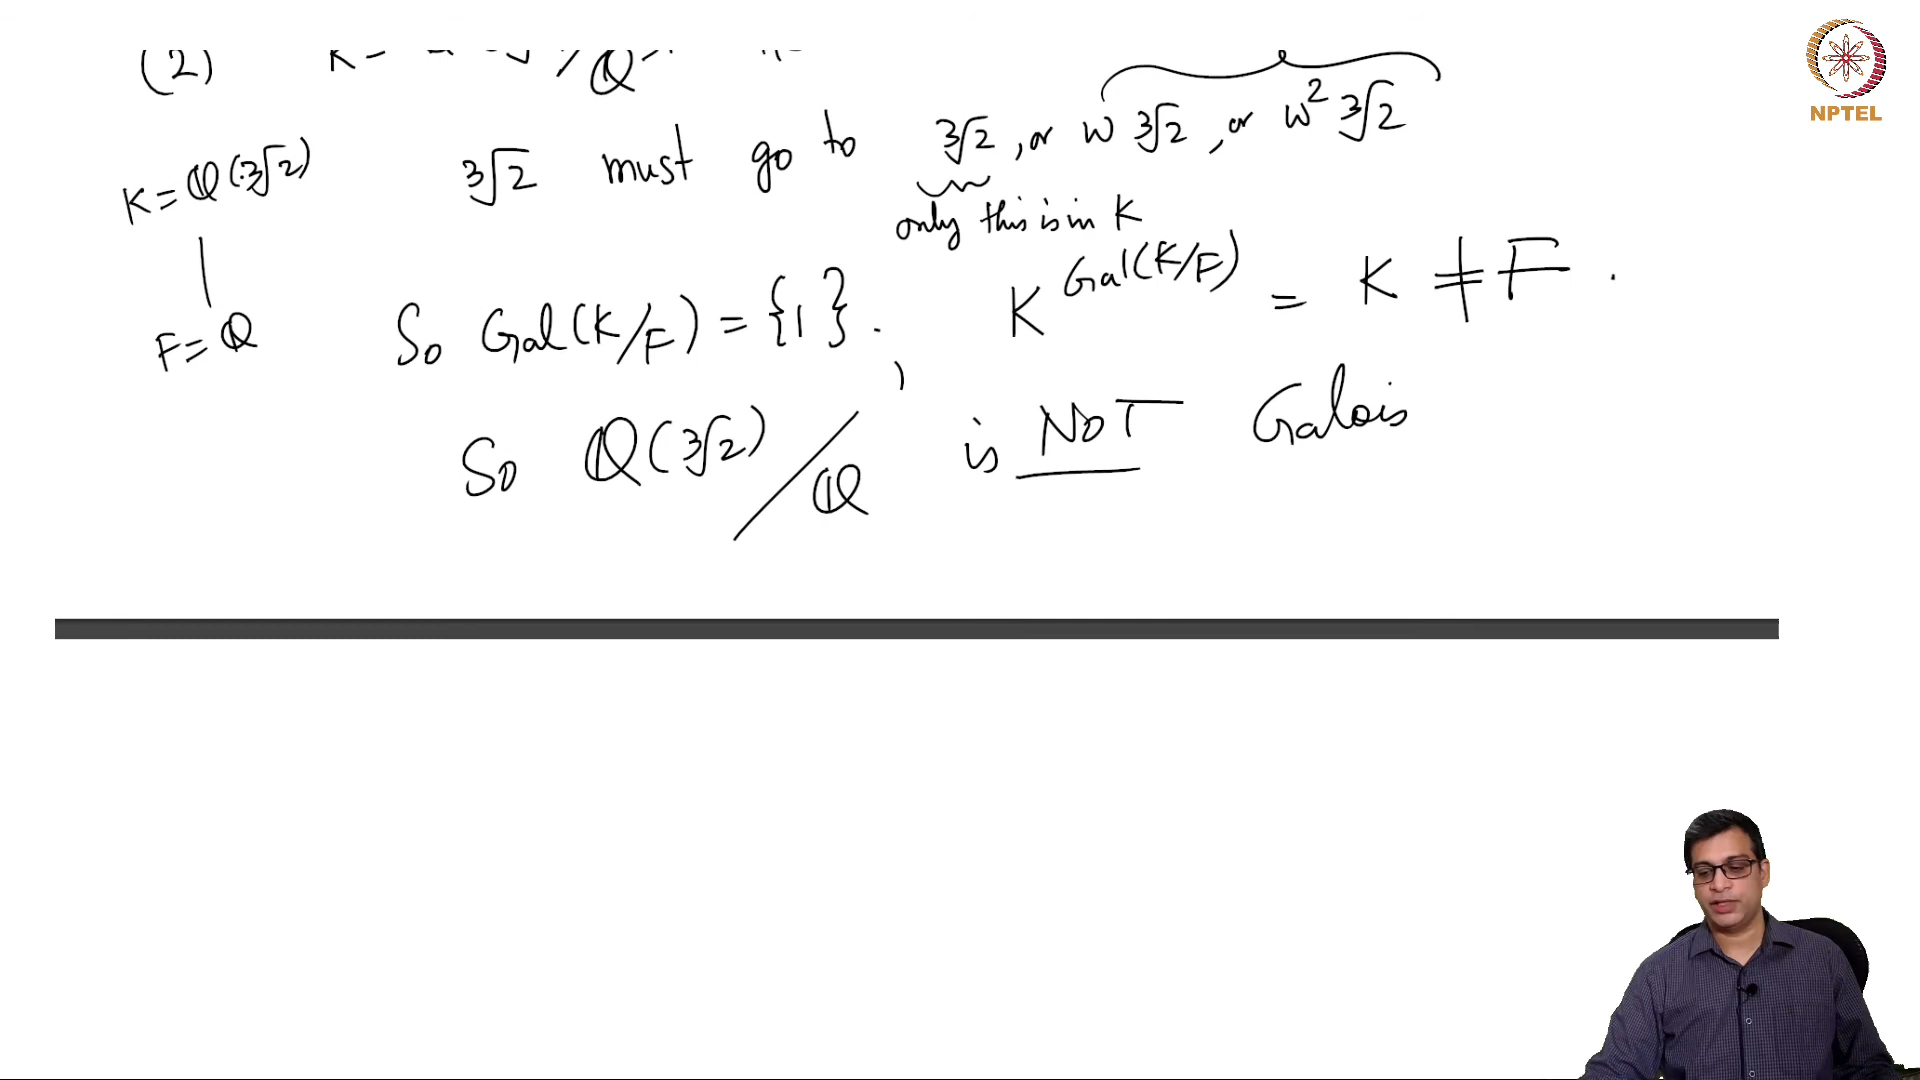 (2)
NPTEL
∛2 must go to ∛2, or w ∛2, or w² ∛2
K = Q(∛2)
only this is in K
F = Q
So Gal(K/F) = {1}. K^Gal(K/F) = K ≠ F.
So Q(∛2)/Q is NOT Galois